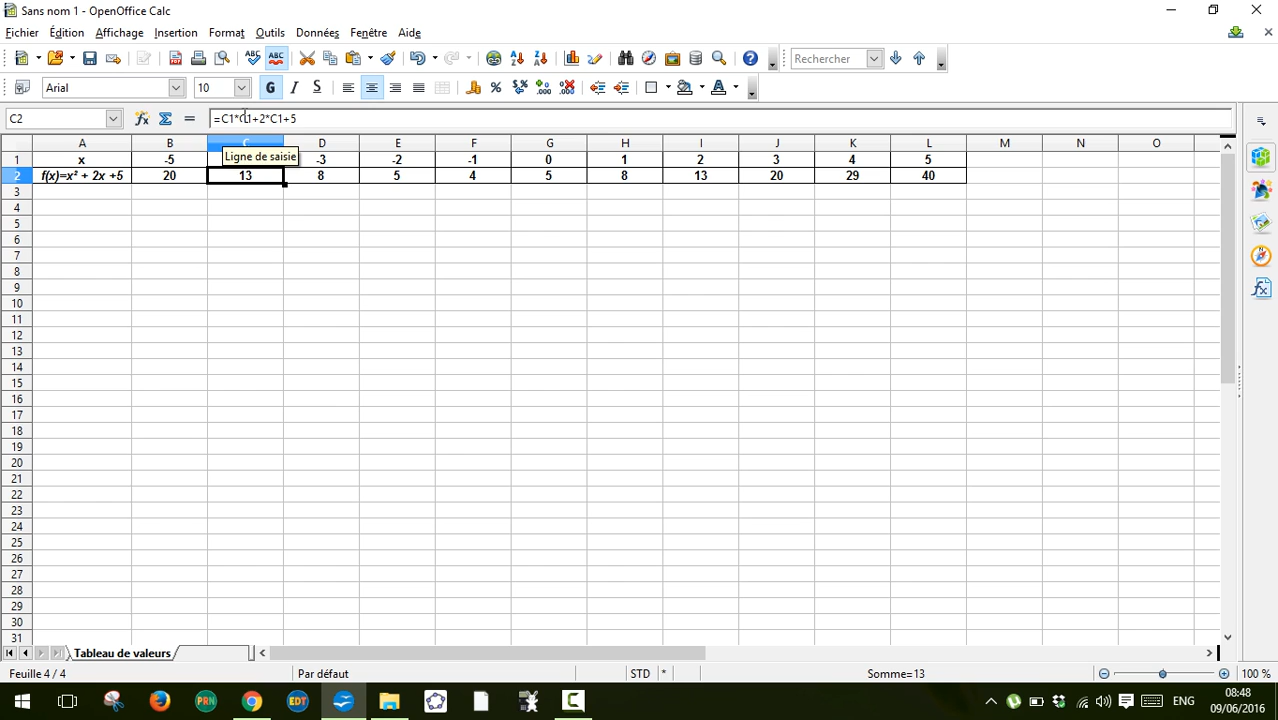 Sans nom 1 - OpenOffice Calc
Fichier Édition Affichage Insertion Format Outils Données Fenêtre Aide
ABC ABC Rechercher
Arial 10 G I S A
C2 =C1*C1+2*C1+5
A B C D E F G H I J K L M N O
Ligne de saisie
1 x -5 -3 -2 -1 0 1 2 3 4 5
2 f(x)=x² + 2x +5 20 13 8 5 4 5 8 13 20 29 40
3
4
5
6
7
8
9
10
11
12
13
14
15
16
17
18
19
20
21
22
23
24
25
26
27
28
29
30
31
Tableau de valeurs
Feuille 4 / 4 Par défaut STD * Somme=13 100 %
PRN EDT ENG 08:48
09/06/2016